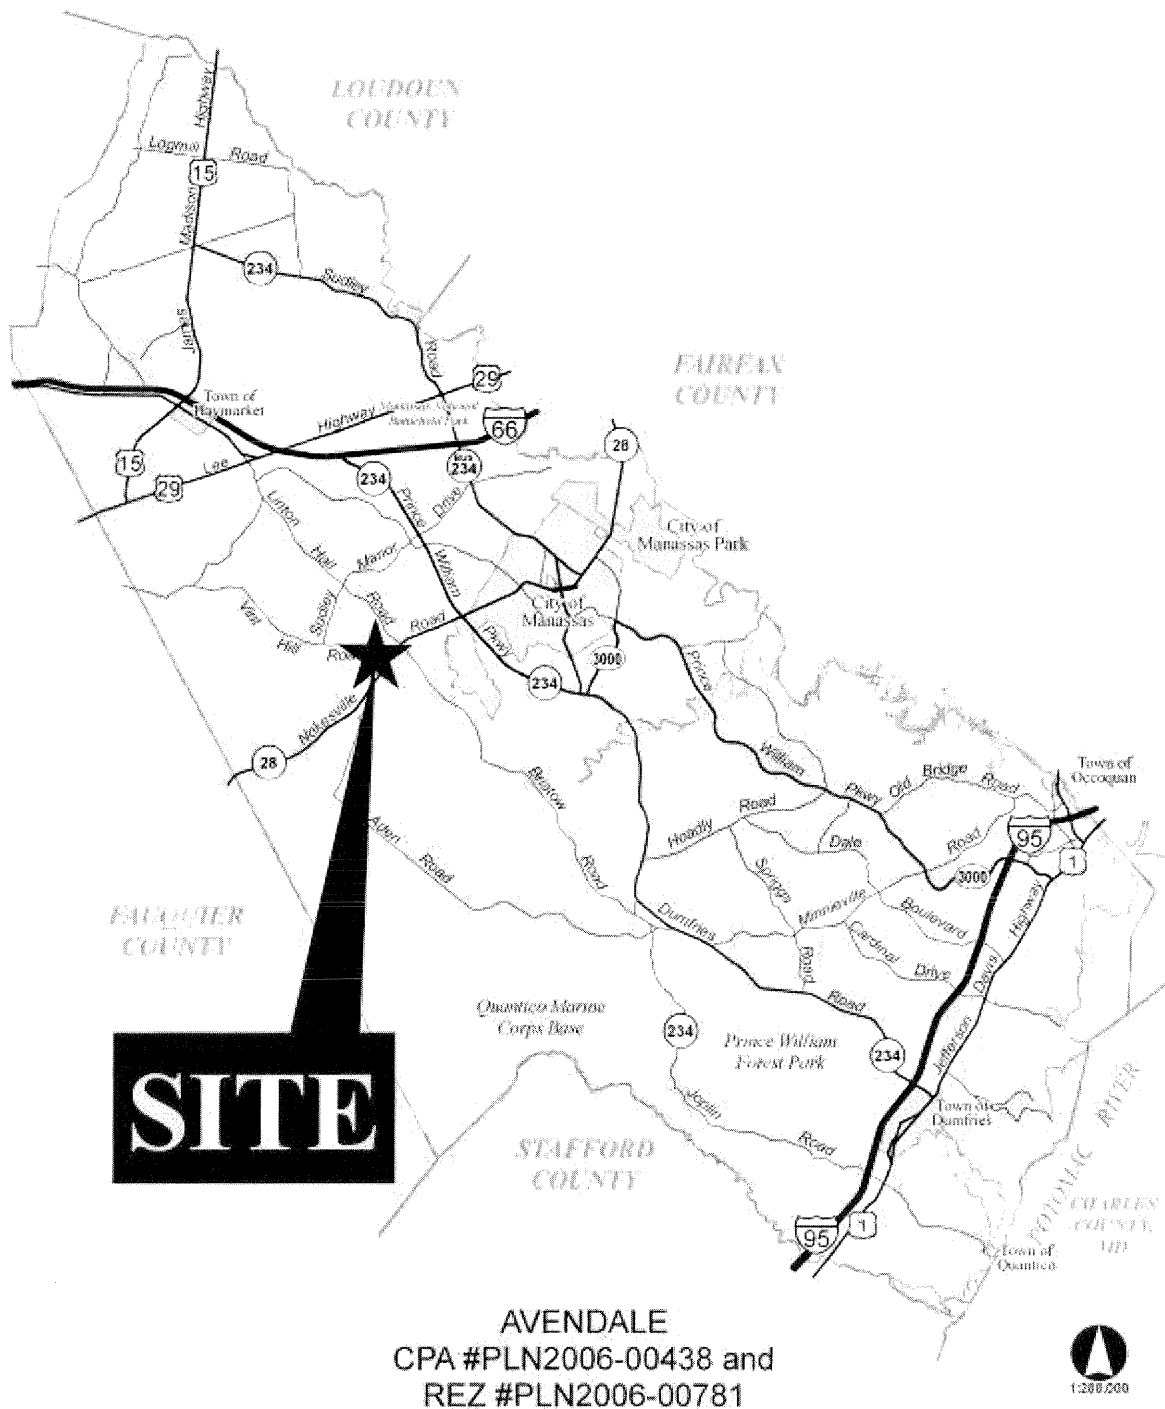 LOUDOUN
COUNTY
Highway
Logmill Road
15
Madison
234
Sudley
James
Road
29
FAIRFAX
COUNTY
Town of
Haymarket
Highway
Manassas National
Battlefield Park
66
28
15
29
Lee
234
BUS
234
Prince
Drive
Linton
City of
Manassas Park
Manor
Hall
William
Sudley
Road
Road
City of
Manassas
Vint
Hill
Road
Pkwy
3000
234
Prince
Nokesville
28
William
Pkwy
Old Bridge Road
Town of
Occoquan
Bristow
Road
Hoadly Road
Dale
Road
95
1
Aden
Road
Spriggs
3000
Minnieville
Boulevard
Highway
FAUQUIER
COUNTY
Dumfries
Cardinal
Drive
Road
Davis
Road
Quantico Marine
Corps Base
234
Prince William
Forest Park
234
Jefferson
SITE
Joplin
Road
Town of
Dumfries
STAFFORD
COUNTY
POTOMAC RIVER
CHARLES
COUNTY,
MD
95
1
Town of
Quantico
AVENDALE
CPA #PLN2006-00438 and
REZ #PLN2006-00781